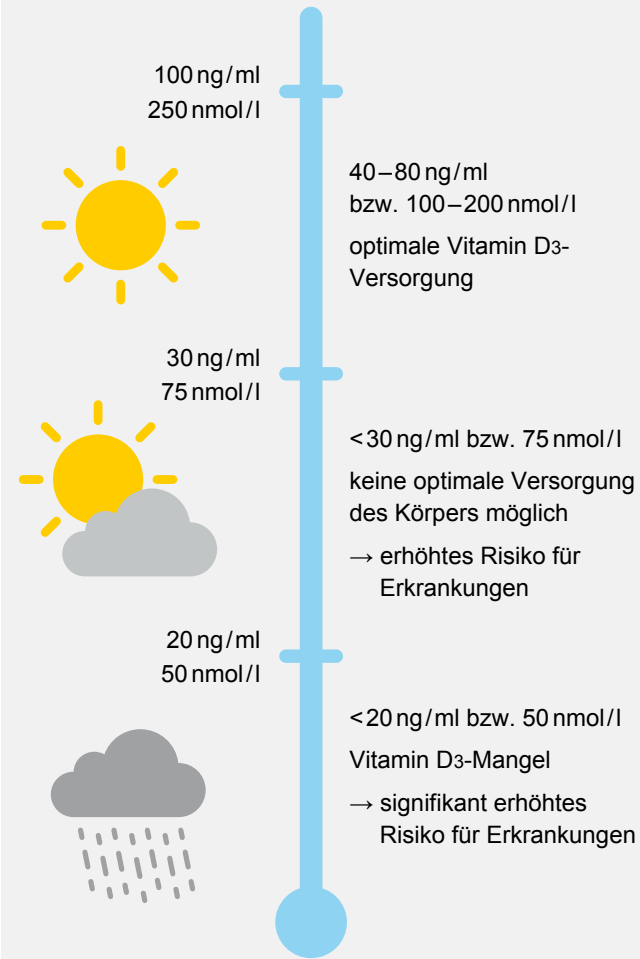 100 ng/ml
250 nmol/l
40–80 ng/ml
bzw. 100–200 nmol/l
optimale Vitamin D3-
Versorgung
30 ng/ml
75 nmol/l
<30 ng/ml bzw. 75 nmol/l
keine optimale Versorgung
des Körpers möglich
→ erhöhtes Risiko für
Erkrankungen
20 ng/ml
50 nmol/l
<20 ng/ml bzw. 50 nmol/l
Vitamin D3-Mangel
→ signifikant erhöhtes
Risiko für Erkrankungen